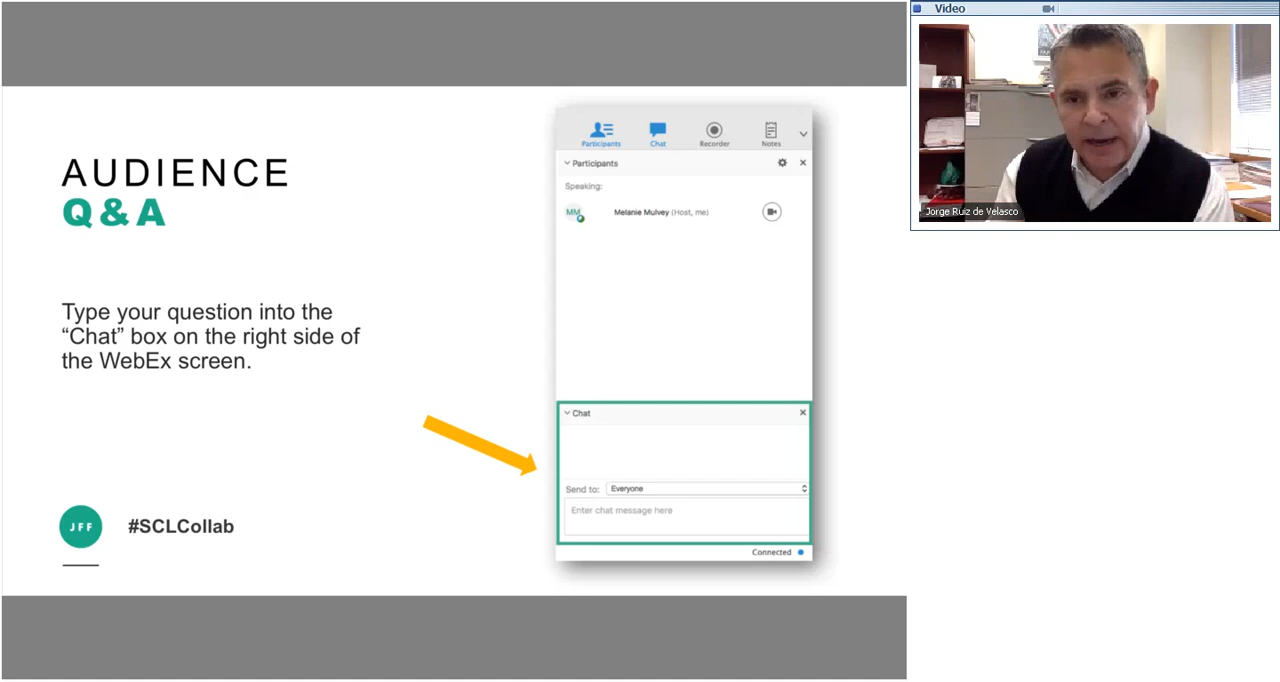 AUDIENCE
Q & A
Type your question into the
“Chat” box on the right side of
the WebEx screen.
JFF
#SCLCollab
Participants
Chat
Recorder
Notes
Participants
Speaking:
MM
Melanie Mulvey (Host, me)
Chat
Send to:
Everyone
Enter chat message here
Connected
Video
Jorge Ruiz de Velasco